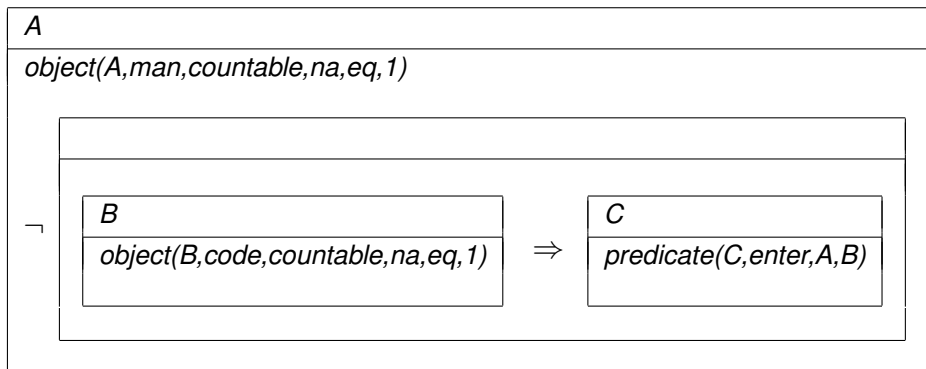 A
object(A,man,countable,na,eq,1)
¬
B
object(B,code,countable,na,eq,1)
⇒
C
predicate(C,enter,A,B)